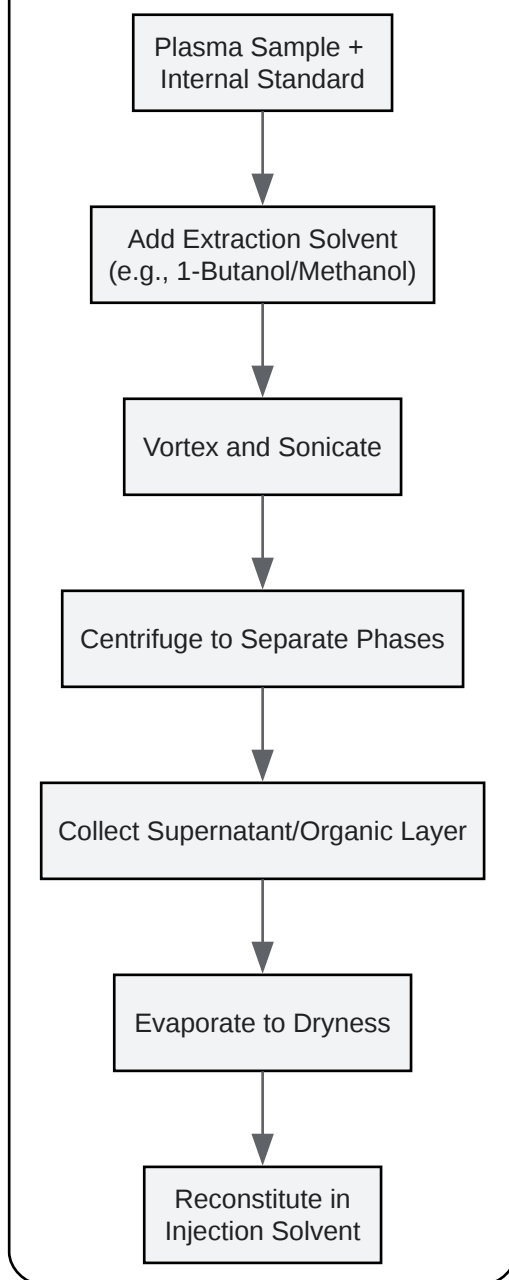 Plasma Sample +
Internal Standard
Add Extraction Solvent
(e.g., 1-Butanol/Methanol)
Vortex and Sonicate
Centrifuge to Separate Phases
Collect Supernatant/Organic Layer
Evaporate to Dryness
Reconstitute in
Injection Solvent